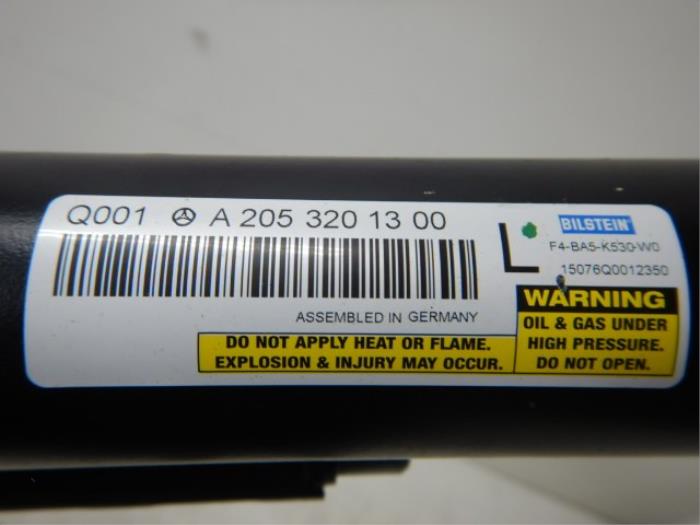 Q001 A 205 320 13 00
L
BILSTEIN
F4-BA5-K530-W0
15076Q0012350
ASSEMBLED IN GERMANY
DO NOT APPLY HEAT OR FLAME.
EXPLOSION & INJURY MAY OCCUR.
WARNING
OIL & GAS UNDER
HIGH PRESSURE.
DO NOT OPEN.